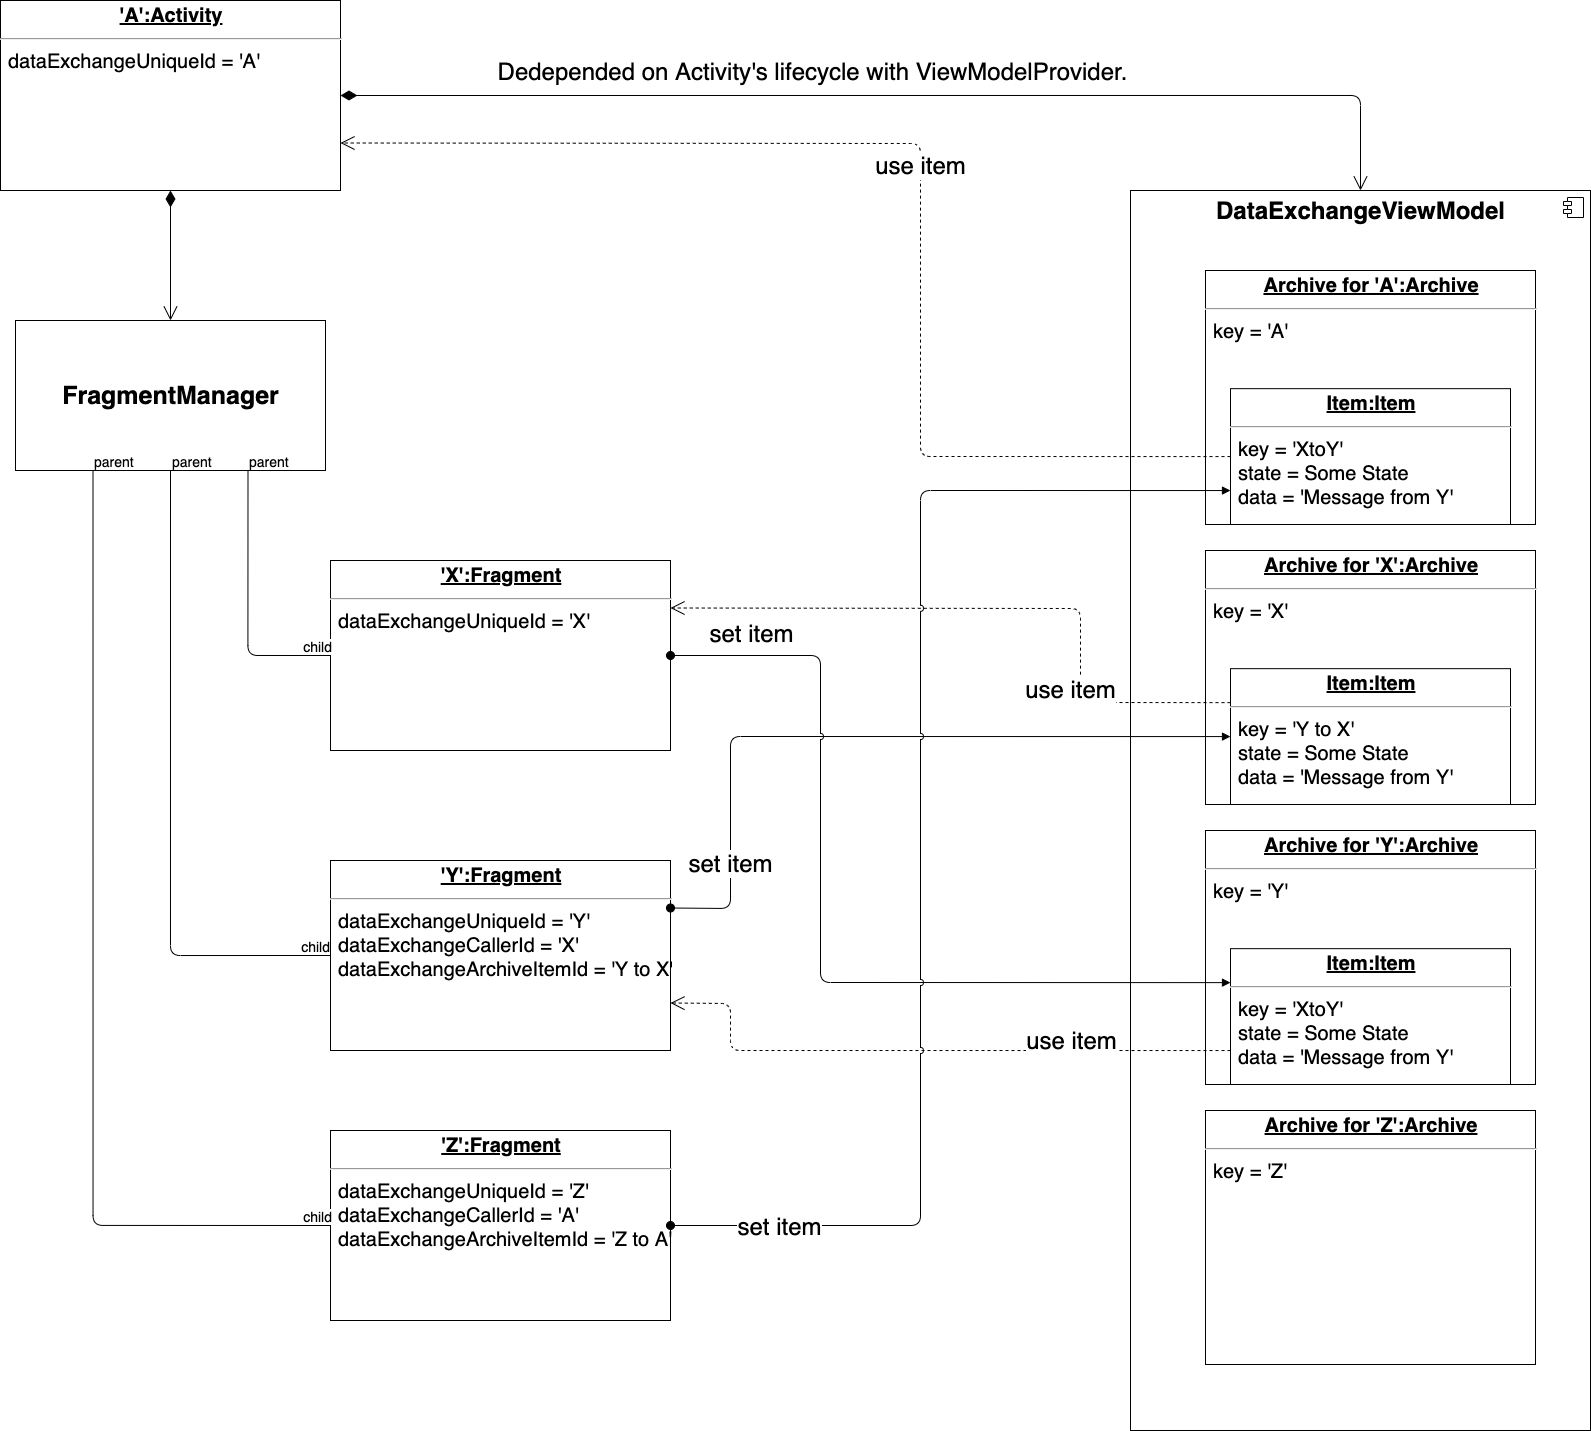 'A':Activity
dataExchangeUniqueId = 'A'
Dedepended on Activity's lifecycle with ViewModelProvider.
use item
FragmentManager
parent
parent
parent
'X':Fragment
dataExchangeUniqueId = 'X'
child
set item
'Y':Fragment
dataExchangeUniqueId = 'Y'
dataExchangeCallerId = 'X'
dataExchangeArchiveItemId = 'Y to X'
child
set item
'Z':Fragment
dataExchangeUniqueId = 'Z'
dataExchangeCallerId = 'A'
dataExchangeArchiveItemId = 'Z to A'
child
set item
use item
use item
DataExchangeViewModel
Archive for 'A':Archive
key = 'A'
Item:Item
key = 'XtoY'
state = Some State
data = 'Message from Y'
Archive for 'X':Archive
key = 'X'
Item:Item
key = 'Y to X'
state = Some State
data = 'Message from Y'
Archive for 'Y':Archive
key = 'Y'
Item:Item
key = 'XtoY'
state = Some State
data = 'Message from Y'
Archive for 'Z':Archive
key = 'Z'